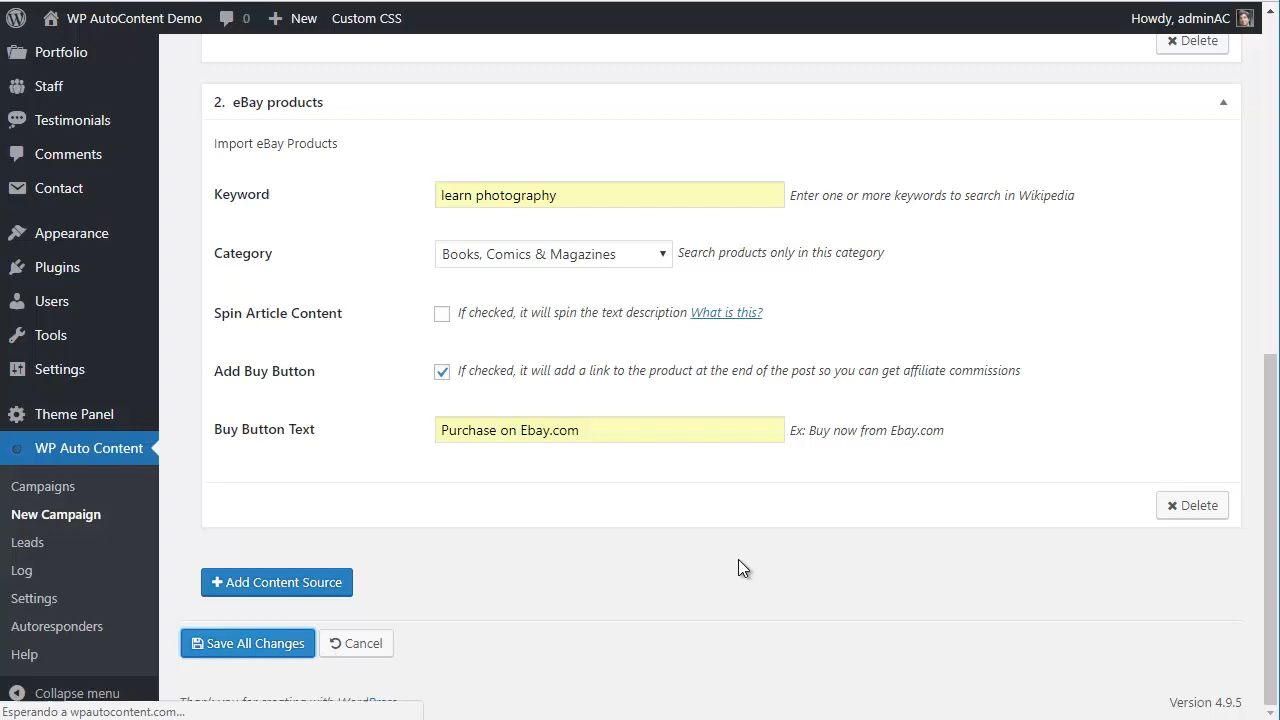 WP AutoContent Demo 0 New Custom CSS Howdy, adminAC
Portfolio
Staff
Testimonials
Comments
Contact
Appearance
Plugins
Users
Tools
Settings
Theme Panel
WP Auto Content
Campaigns
New Campaign
Leads
Log
Settings
Autoresponders
Help
Collapse menu
Delete
2. eBay products
Import eBay Products
Keyword learn photography Enter one or more keywords to search in Wikipedia
Category Books, Comics & Magazines Search products only in this category
Spin Article Content If checked, it will spin the text description What is this?
Add Buy Button If checked, it will add a link to the product at the end of the post so you can get affiliate commissions
Buy Button Text Purchase on Ebay.com Ex: Buy now from Ebay.com
Delete
Add Content Source
Save All Changes Cancel
Thank you for creating with WordPress. Version 4.9.5
Esperando a wpautocontent.com...